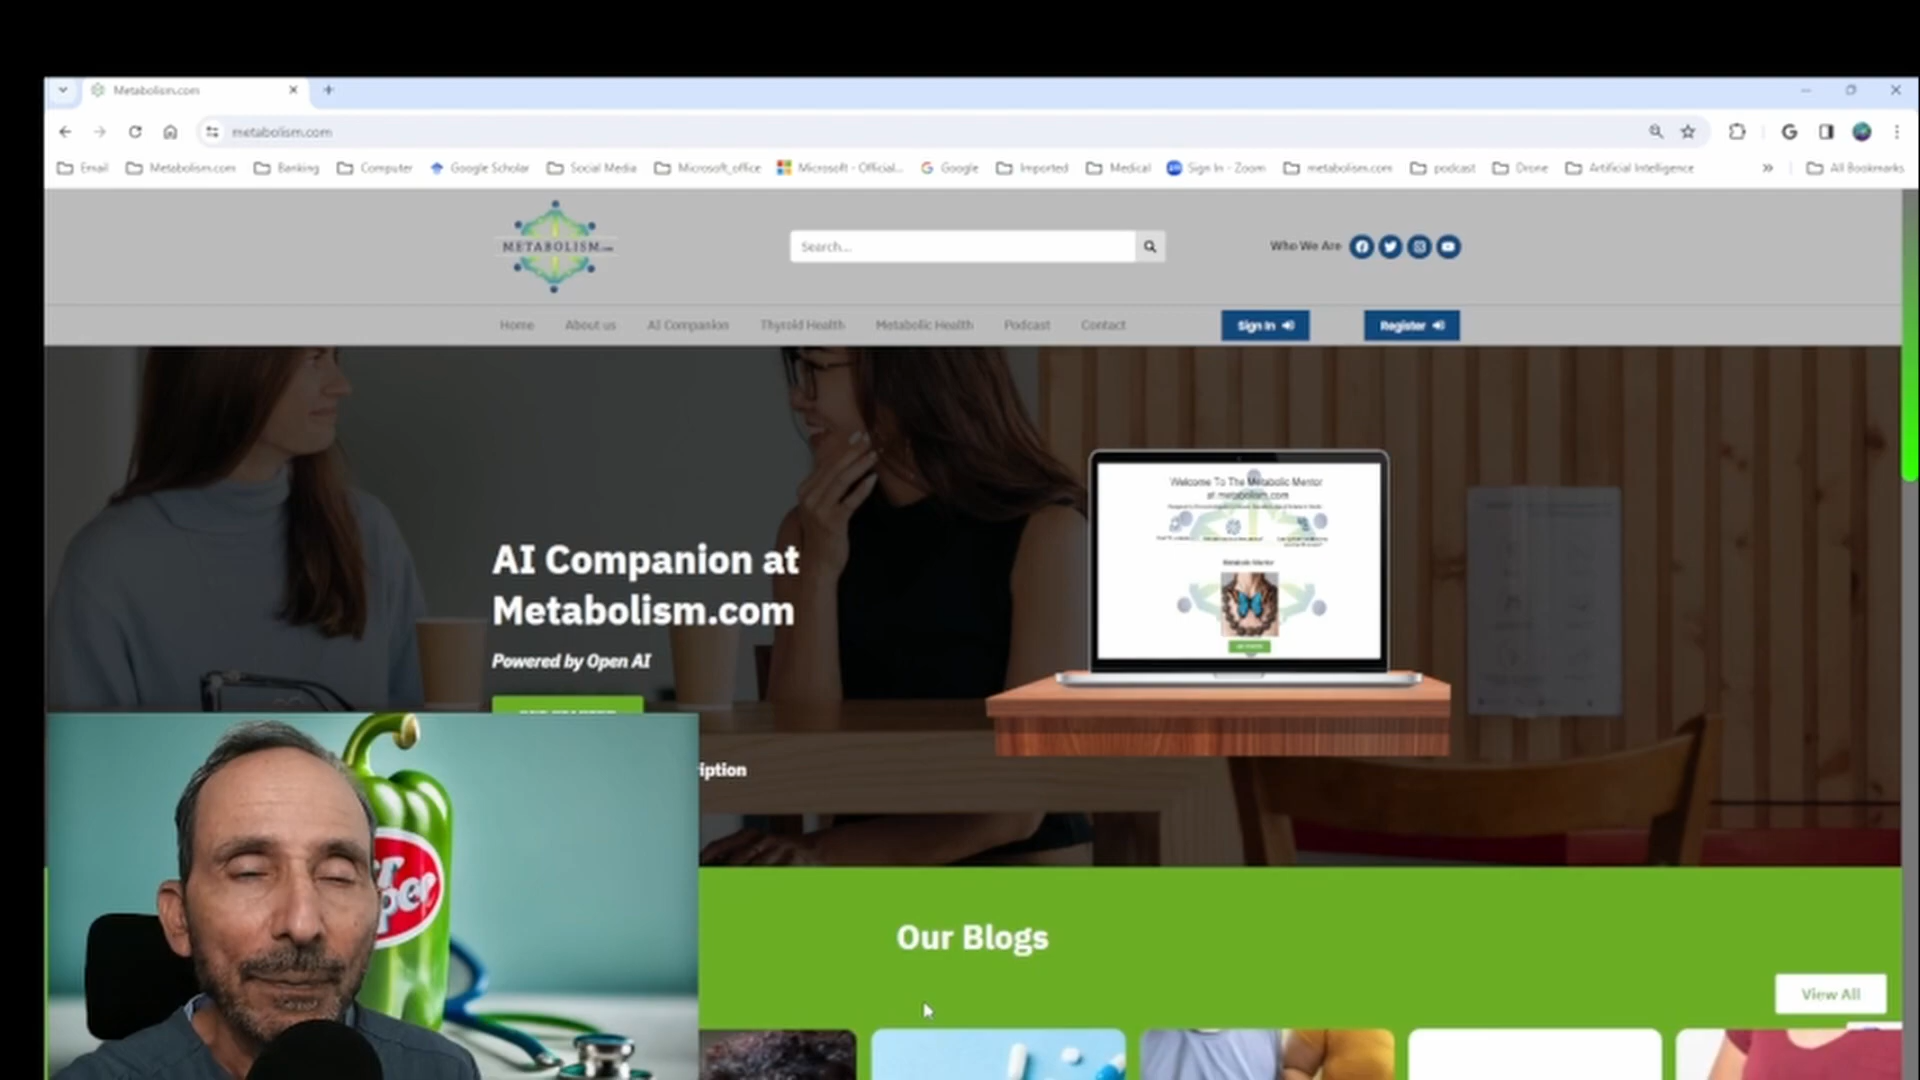 Metabolism.com
metabolism.com
Email Metabolism.com Banking Computer Google Scholar Social Media Microsoft_office Microsoft - Official... Google Imported Medical Sign In - Zoom metabolism.com podcast Drone Artificial Intelligence » All Bookmarks
METABOLISM.com
Search...
Who We Are
Home About us AI Companion Thyroid Health Metabolic Health Podcast Contact Sign In Register
Welcome To The Metabolic Mentor
at metabolism.com
Metabolic Mentor
AI Companion at
Metabolism.com
Powered by Open AI
iption
Our Blogs
View All